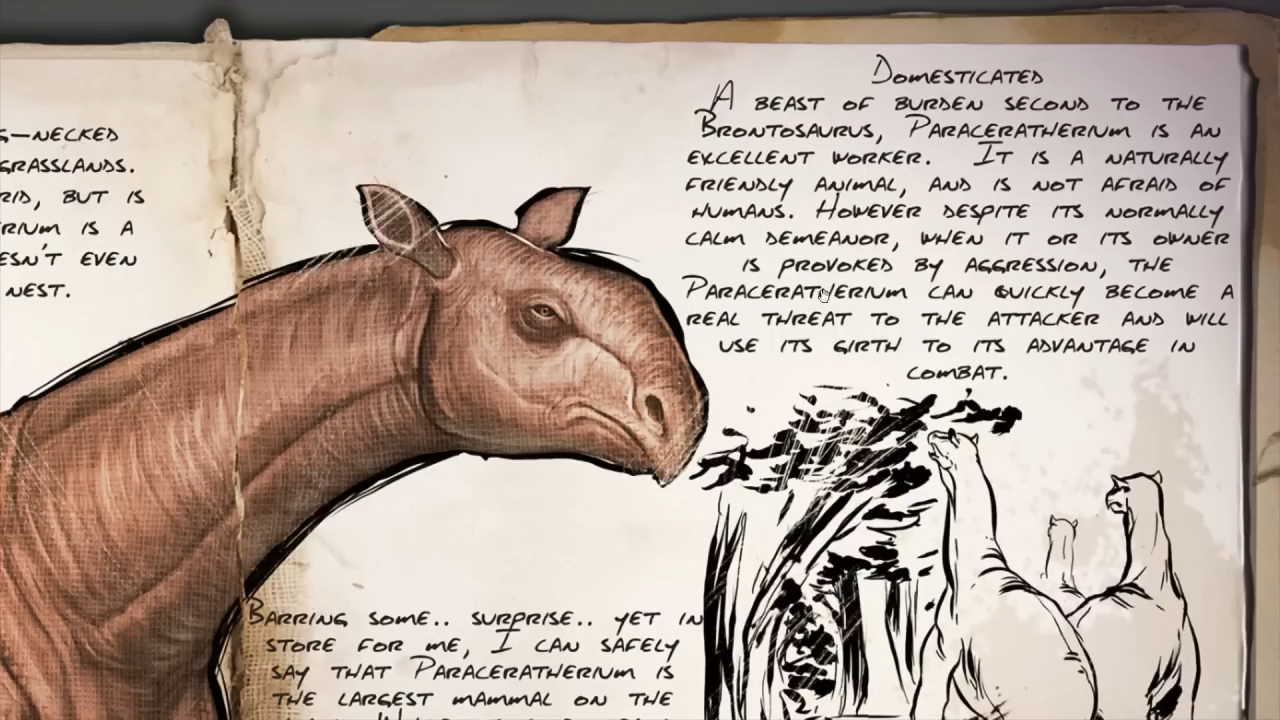 G-NECKED
GRASSLANDS.
RID, BUT IS
RIUM IS A
ESN'T EVEN
NEST.
DOMESTICATED
A BEAST OF BURDEN SECOND TO THE
BRONTOSAURUS, PARACERATHERIUM IS AN
EXCELLENT WORKER. IT IS A NATURALLY
FRIENDLY ANIMAL, AND IS NOT AFRAID OF
HUMANS. HOWEVER DESPITE ITS NORMALLY
CALM DEMEANOR, WHEN IT OR ITS OWNER
IS PROVOKED BY AGGRESSION, THE
PARACERATHERIUM CAN QUICKLY BECOME A
REAL THREAT TO THE ATTACKER AND WILL
USE ITS GIRTH TO ITS ADVANTAGE IN
COMBAT.
BARRING SOME.. SURPRISE.. YET IN
STORE FOR ME, I CAN SAFELY
SAY THAT PARACERATHERIUM IS
THE LARGEST MAMMAL ON THE